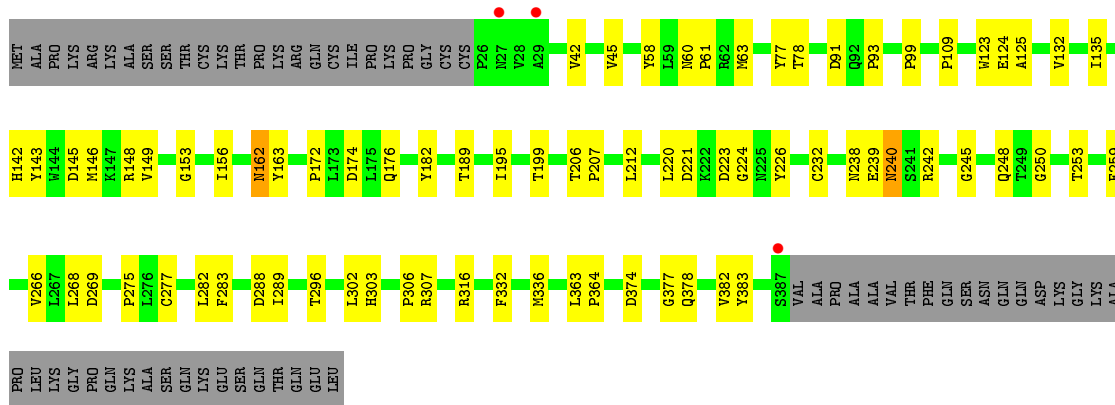 MET ALA PRO LYS ARG LYS ALA SER SER THR CYS LYS THR PRO LYS ARG GLN CYS ILE PRO LYS PRO GLY CYS CYS P26 N27 V28 A29 V42 V45 Y58 L59 N60 P61 R62 M63 Y77 T78 D91 Q92 P93 P99 P109 W123 E124 A125 V132 I135
H142 Y143 W144 D145 M146 K147 R148 V149 G153 I156 N162 Y163 P172 L173 D174 L175 Q176 Y182 T189 I195 T199 T206 P207 L212 L220 D221 K222 D223 G224 N225 Y226 C232 N238 E239 N240 S241 R242 G245 Q248 T249 G250 T253
V266 L267 L268 D269 P275 L276 C277 L282 F283 D288 I289 T296 L302 H303 P306 R307 R316 F332 M336 L363 P364 D374 G377 Q378 V382 Y383 S387 VAL ALA PRO ALA ALA VAL THR PHE GLN SER ASN GLN GLN ASP LYS GLY LYS ALA
PRO LEU LYS GLY PRO GLN LYS ALA SER GLN LYS GLU SER GLN THR GLN GLU LEU